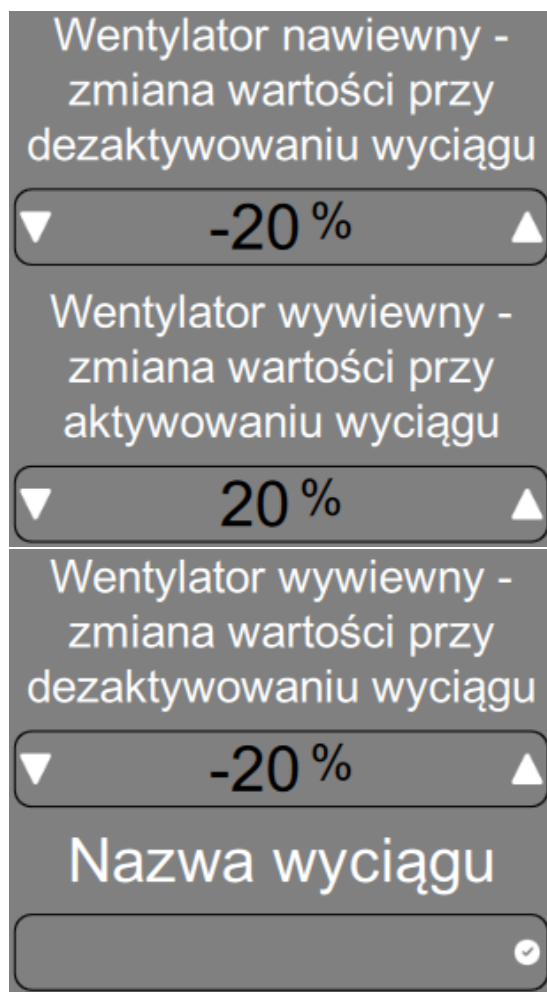 Wentylator nawiewny -
zmiana wartości przy
dezaktywowaniu wyciągu
-20 %
Wentylator wywiewny -
zmiana wartości przy
aktywowaniu wyciągu
20 %
Wentylator wywiewny -
zmiana wartości przy
dezaktywowaniu wyciągu
-20 %
Nazwa wyciągu